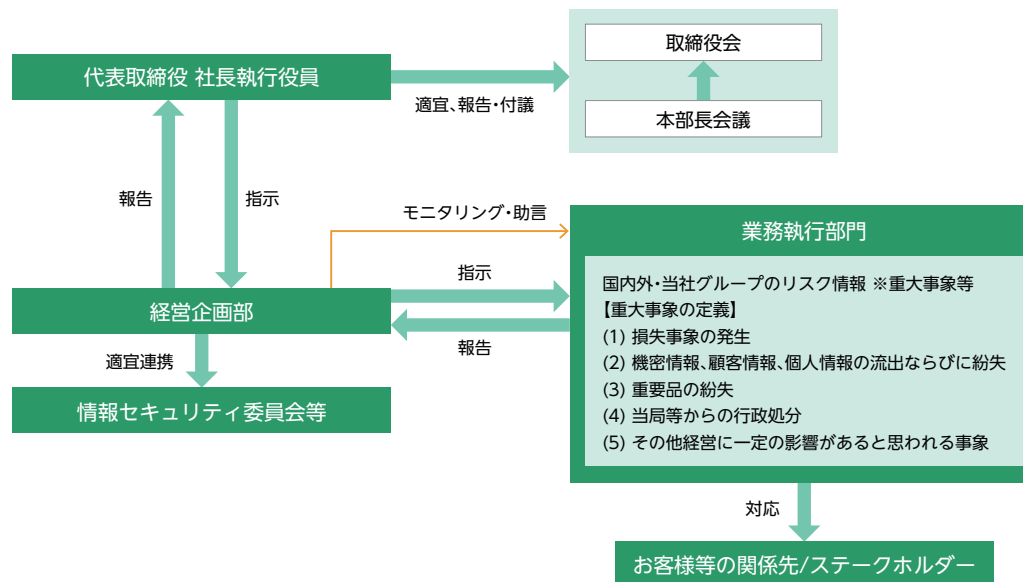 取締役会
代表取締役 社長執行役員
適宜、報告・付議
本部長会議
報告
指示
モニタリング・助言
業務執行部門
指示
国内外・当社グループのリスク情報 ※重大事象等
【重大事象の定義】
経営企画部
(1) 損失事象の発生
報告
適宜連携
(2) 機密情報、顧客情報、個人情報の流出ならびに紛失
(3) 重要品の紛失
情報セキュリティ委員会等
(4) 当局等からの行政処分
(5) その他経営に一定の影響があると思われる事象
対応
お客様等の関係先/ステークホルダー